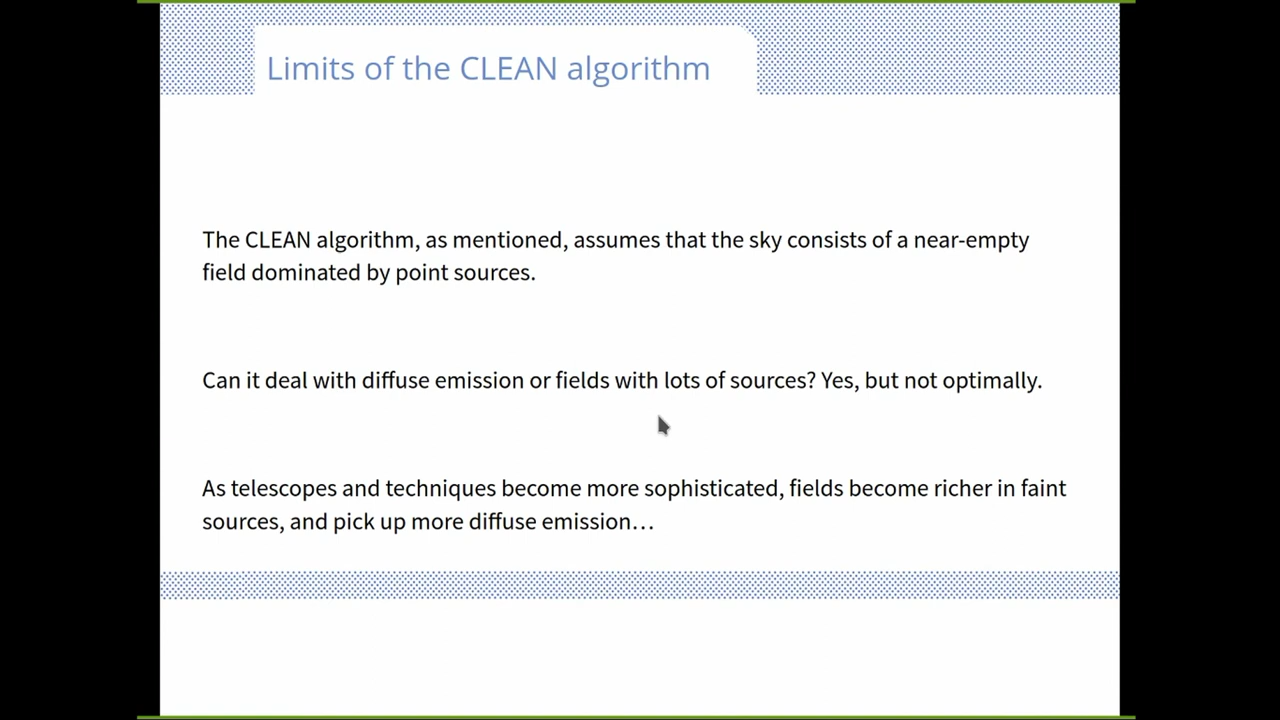 Limits of the CLEAN algorithm
The CLEAN algorithm, as mentioned, assumes that the sky consists of a near-empty
field dominated by point sources.
Can it deal with diffuse emission or fields with lots of sources? Yes, but not optimally.
As telescopes and techniques become more sophisticated, fields become richer in faint
sources, and pick up more diffuse emission…